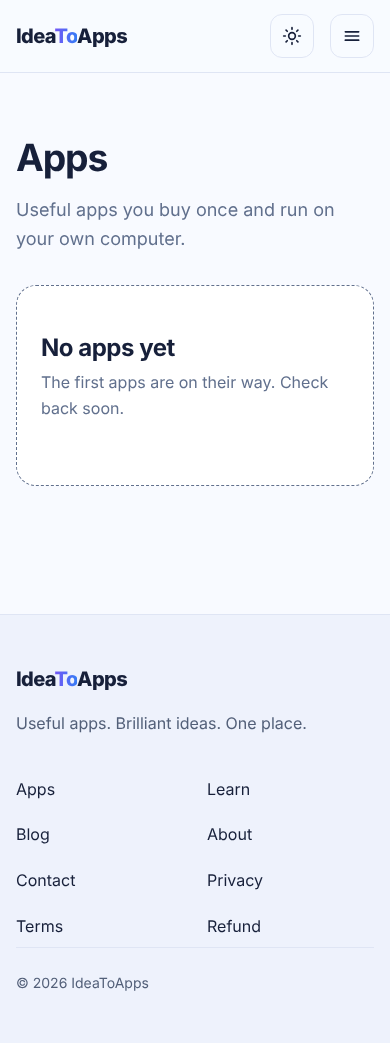 IdeaToApps
Apps
Useful apps you buy once and run on
your own computer.
No apps yet
The first apps are on their way. Check
back soon.
IdeaToApps
Useful apps. Brilliant ideas. One place.
Apps
Learn
Blog
About
Contact
Privacy
Terms
Refund
© 2026 IdeaToApps